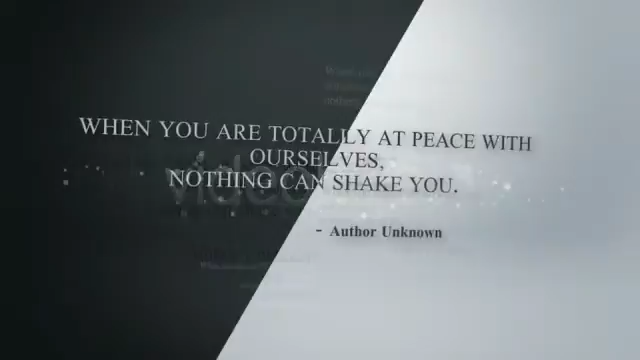 WHEN YOU ARE TOTALLY AT PEACE WITH
OURSELVES,
NOTHING CAN SHAKE YOU.
- Author Unknown